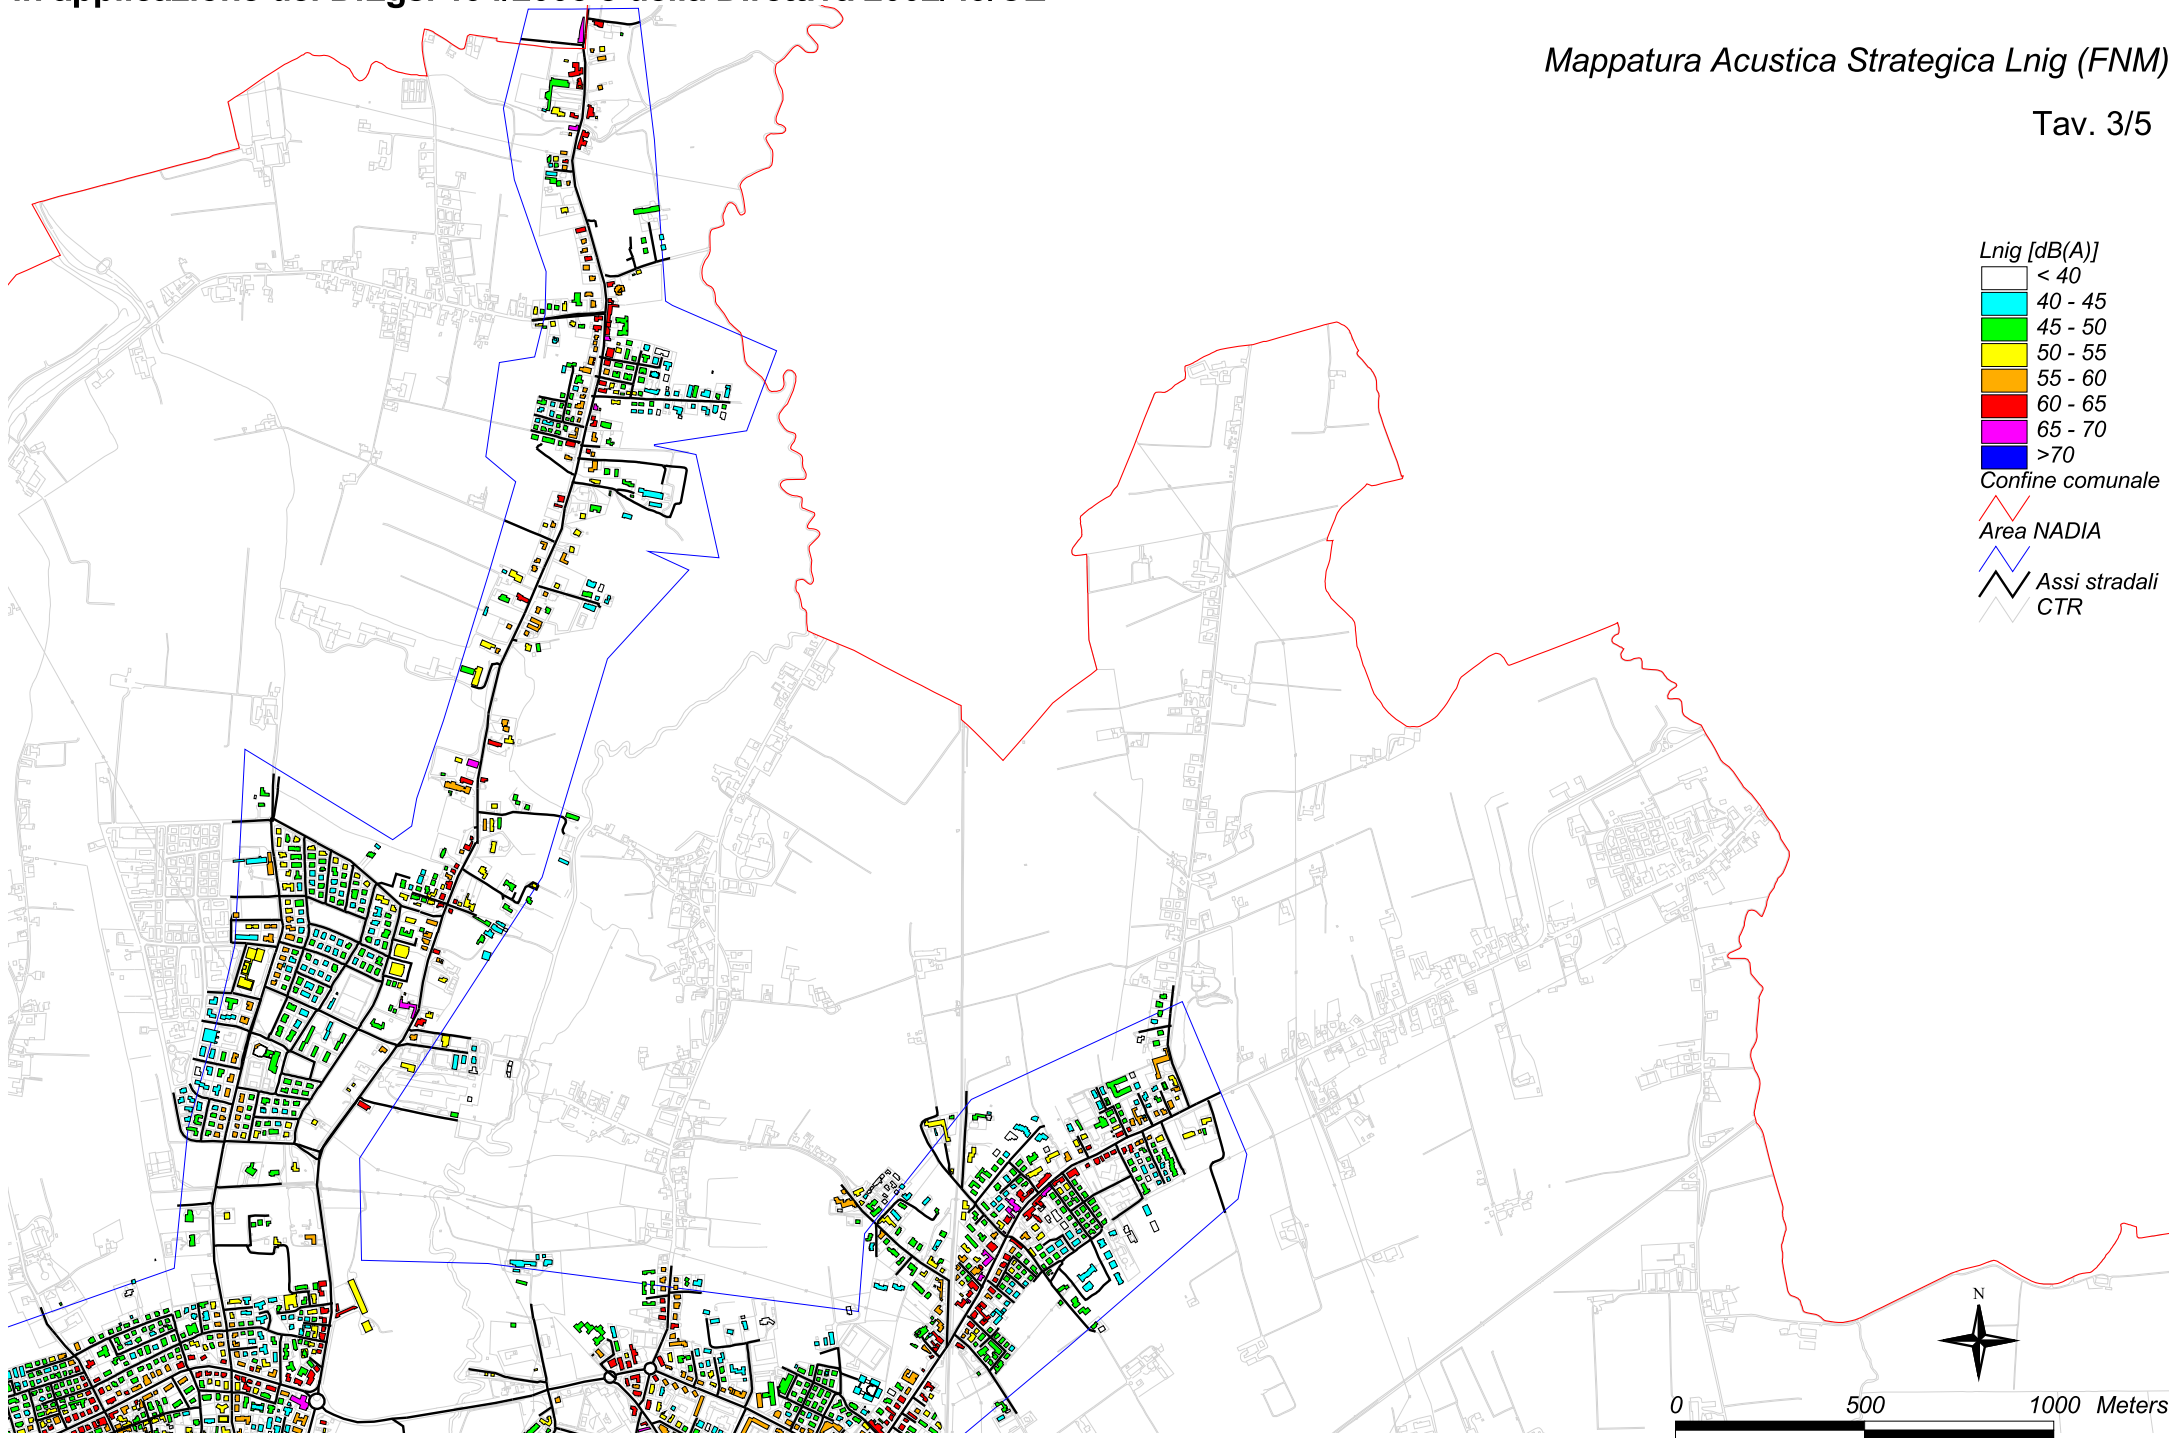 Mappatura Acustica Strategica Lnig (FNM)
Tav. 3/5
Lnig [dB(A)]
< 40
40 - 45
45 - 50
50 - 55
55 - 60
60 - 65
65 - 70
>70
Confine comunale
Area NADIA
Assi stradali
CTR
N
0 500 1000 Meters